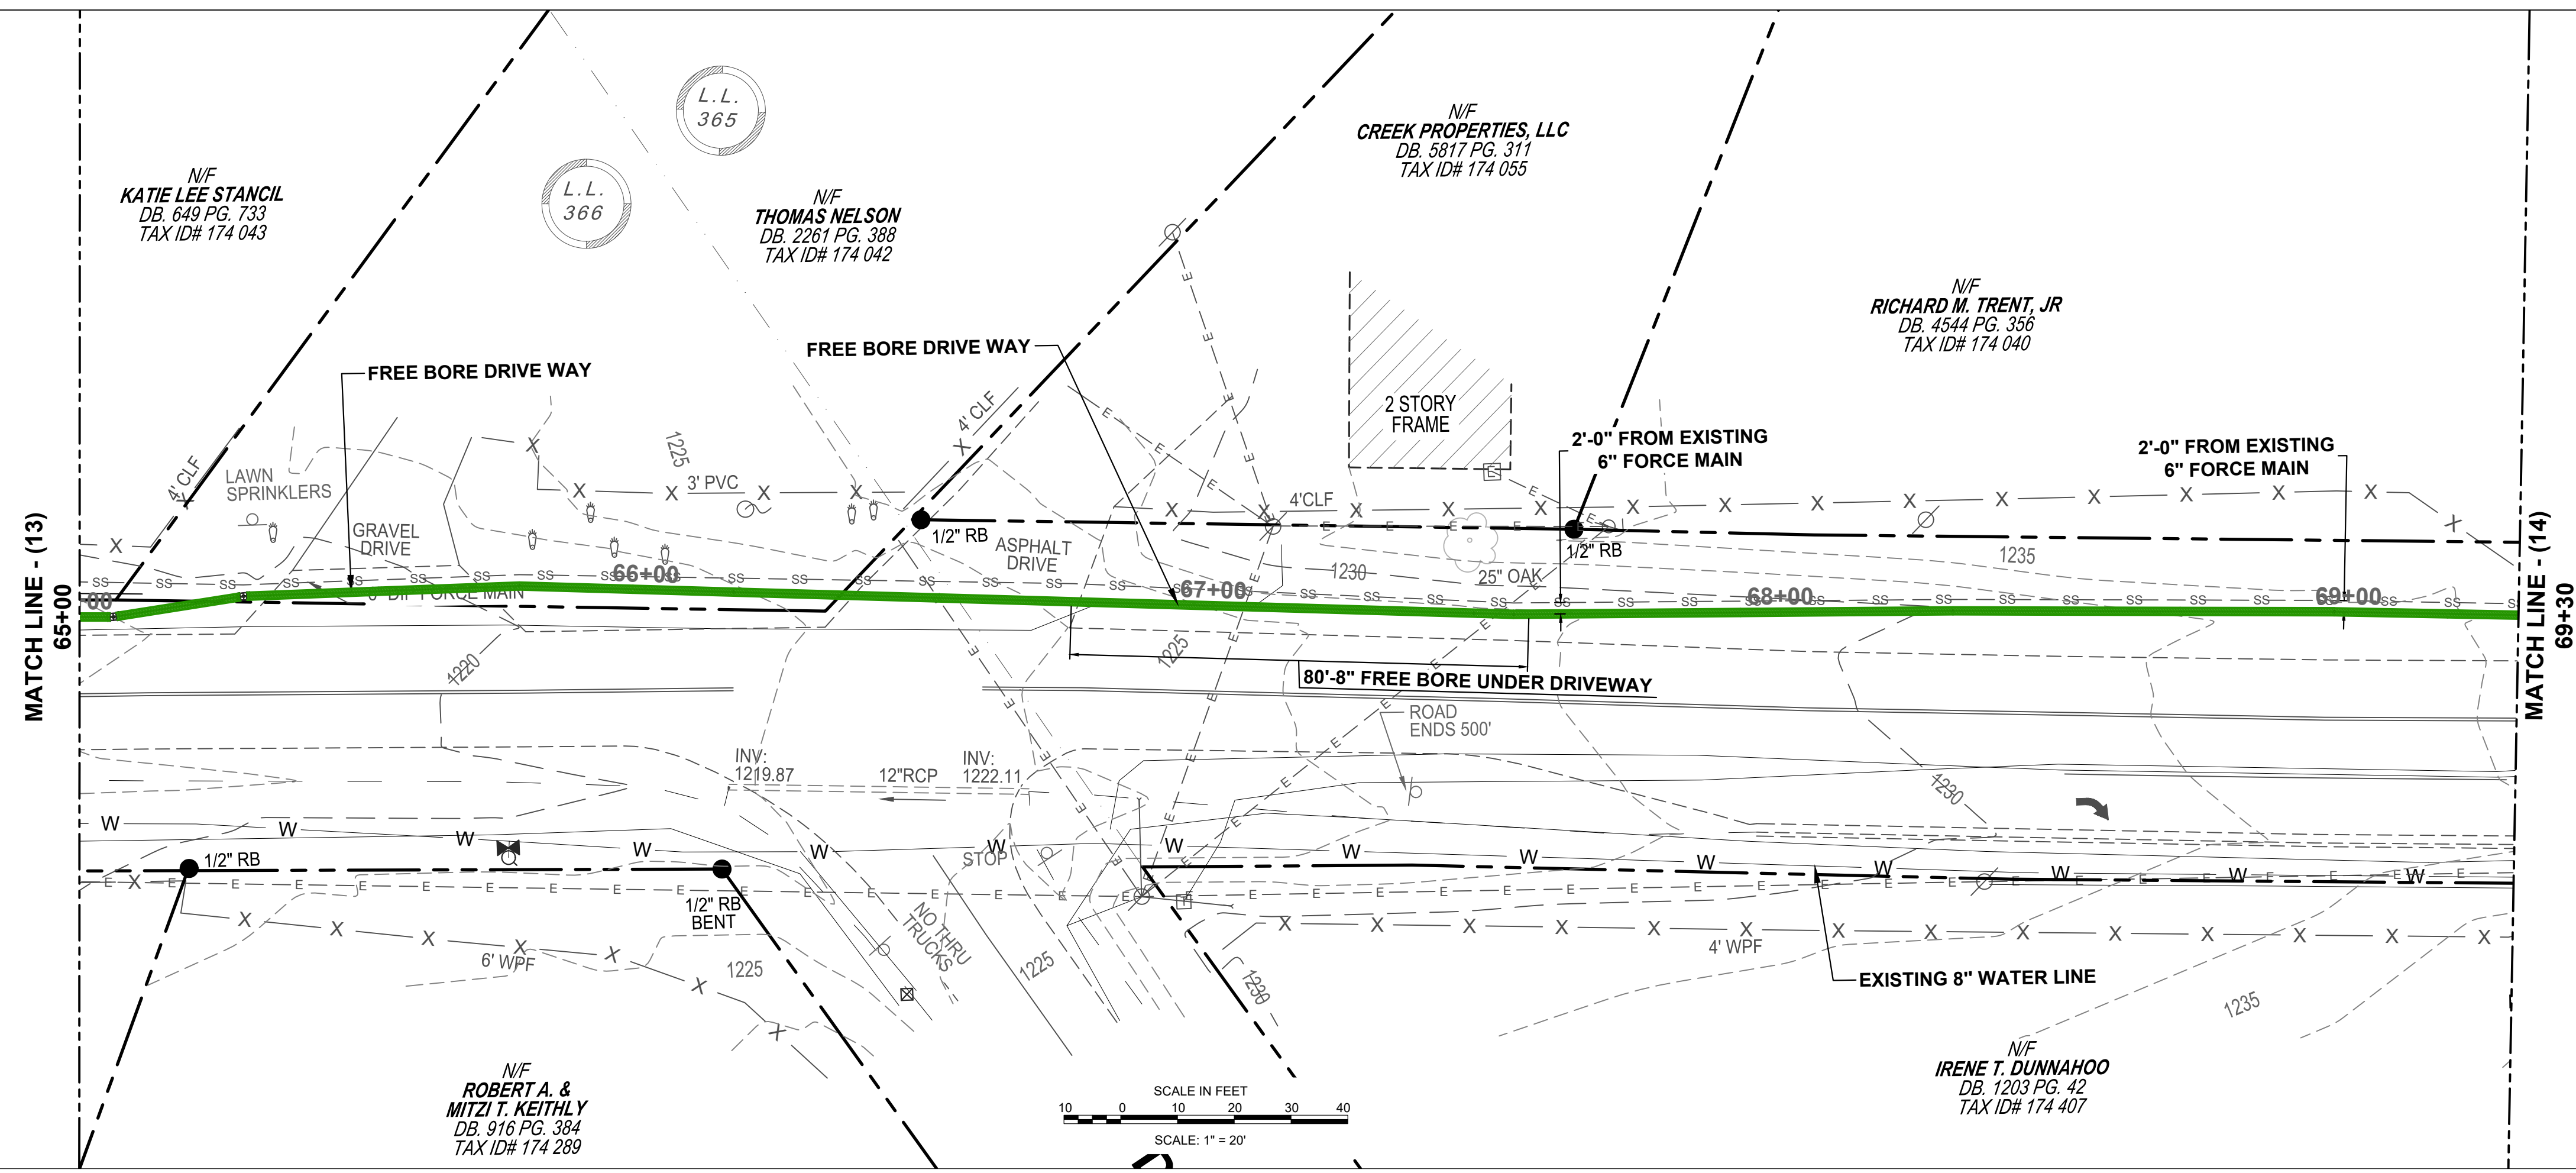 L.L.
365
L.L.
366
N/F
KATIE LEE STANCIL
DB. 649 PG. 733
TAX ID# 174 043
N/F
THOMAS NELSON
DB. 2261 PG. 388
TAX ID# 174 042
N/F
CREEK PROPERTIES, LLC
DB. 5817 PG. 311
TAX ID# 174 055
N/F
RICHARD M. TRENT, JR
DB. 4544 PG. 356
TAX ID# 174 040
FREE BORE DRIVE WAY
FREE BORE DRIVE WAY
2 STORY
FRAME
2'-0" FROM EXISTING
6" FORCE MAIN
2'-0" FROM EXISTING
6" FORCE MAIN
4' CLF
LAWN
SPRINKLERS
GRAVEL
DRIVE
1225
3' PVC
4' CLF
4'CLF
1/2" RB
ASPHALT
DRIVE
1/2" RB
25" OAK
1230
1235
66+00
67+00
68+00
69+00
MATCH LINE - (13)
65+00
MATCH LINE - (14)
69+30
1220
1225
80'-8" FREE BORE UNDER DRIVEWAY
ROAD
ENDS 500'
INV:
1219.87
12"RCP
INV:
1222.11
1230
STOP
1/2" RB
1/2" RB
BENT
NO THRU
TRUCKS
6' WPF
1225
1225
1230
4' WPF
EXISTING 8" WATER LINE
1235
N/F
ROBERT A. &
MITZI T. KEITHLY
DB. 916 PG. 384
TAX ID# 174 289
N/F
IRENE T. DUNNAHOO
DB. 1203 PG. 42
TAX ID# 174 407
SCALE IN FEET
10 0 10 20 30 40
SCALE: 1" = 20'